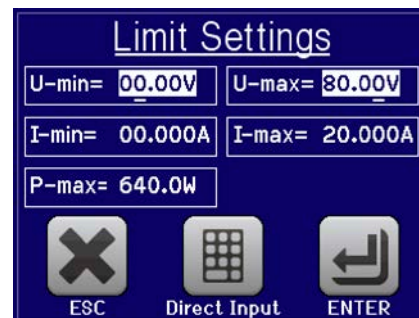 Limit Settings
U-min= 00.00V U-max= 80.00V
I-min= 00.000A I-max= 20.000A
P-max= 640.0W
ESC Direct Input ENTER